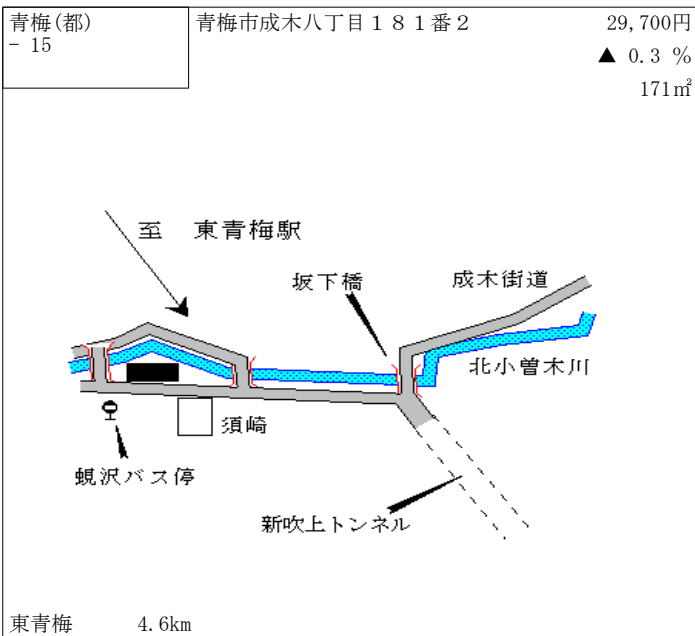 青梅(都)
- 15
青梅市成木八丁目１８１番２
29,700円
▲ 0.3 %
171㎡
至　東青梅駅
坂下橋
成木街道
北小曽木川
須崎
蜆沢バス停
新吹上トンネル
東青梅　4.6km